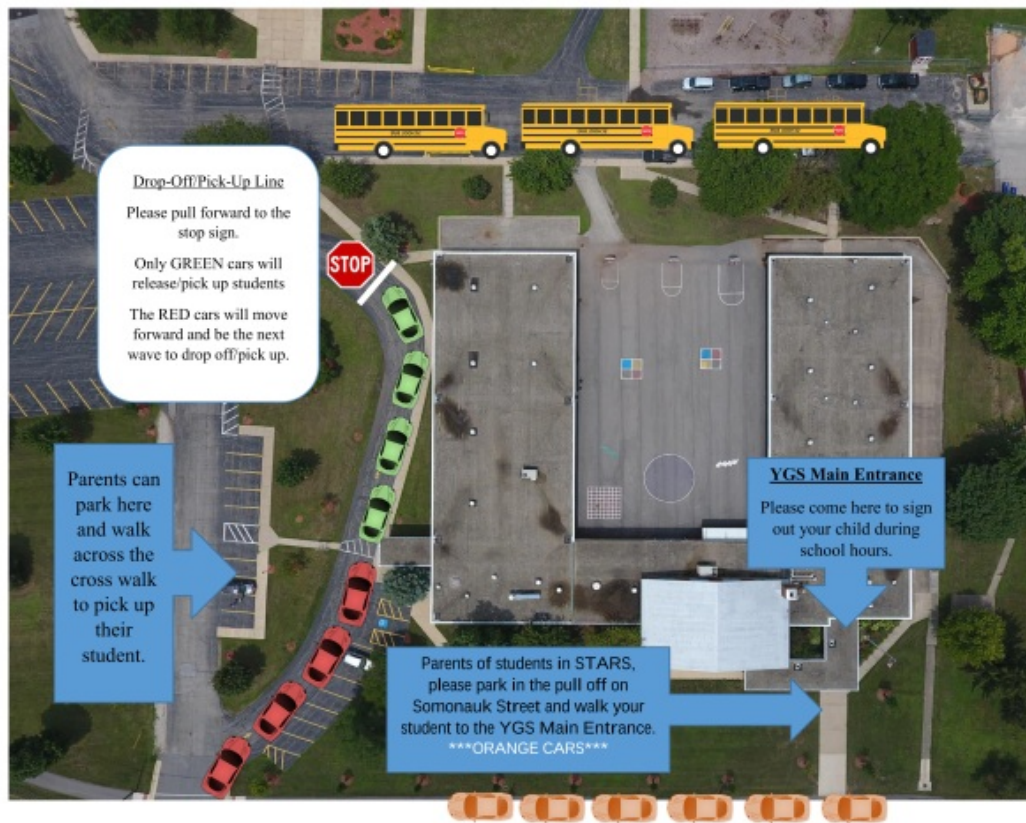 Drop-Off/Pick-Up Line
Please pull forward to the
stop sign.
Only GREEN cars will
release/pick up students
The RED cars will move
forward and be the next
wave to drop off/pick up.
STOP
Parents can
park here
and walk
across the
cross walk
to pick up
their
student.
YGS Main Entrance
Please come here to sign
out your child during
school hours.
Parents of students in STARS,
please park in the pull off on
Somonauk Street and walk your
student to the YGS Main Entrance.
***ORANGE CARS***